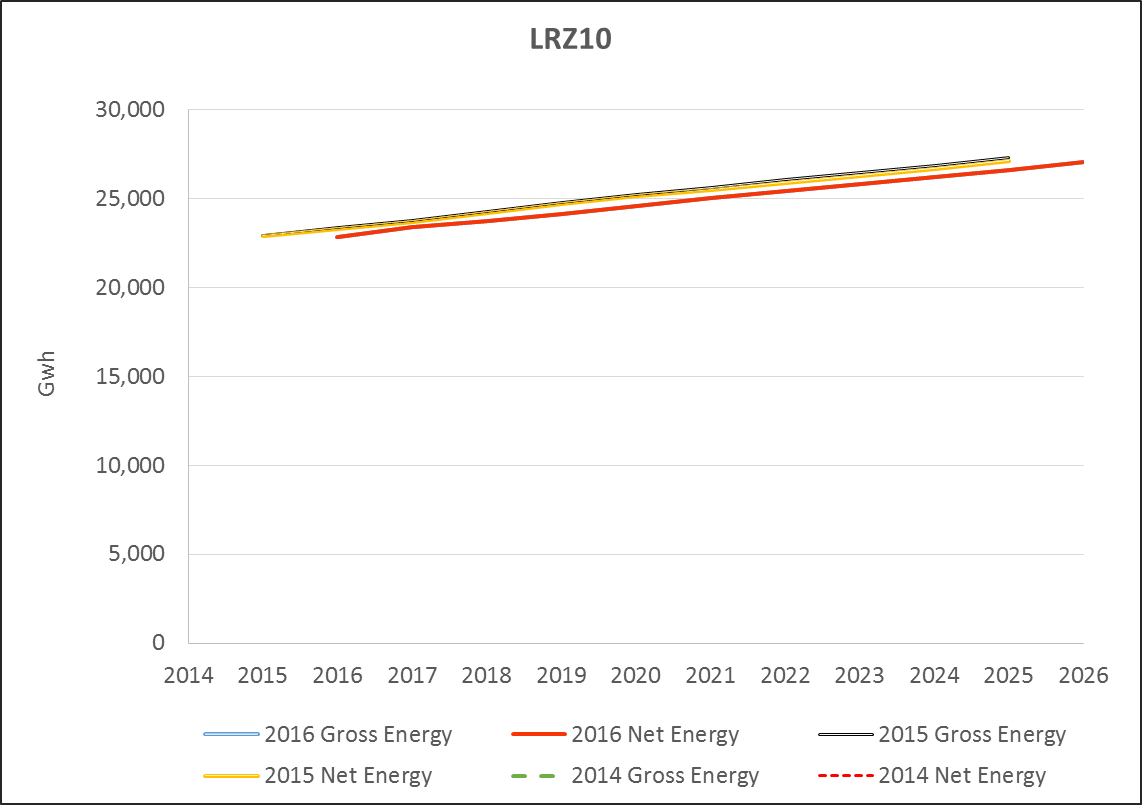 LRZ10
30,000
25,000
20,000
15,000
10,000
5,000
0
Gwh
2014 2015 2016 2017 2018 2019 2020 2021 2022 2023 2024 2025 2026
2016 Gross Energy 2016 Net Energy 2015 Gross Energy
2015 Net Energy 2014 Gross Energy 2014 Net Energy